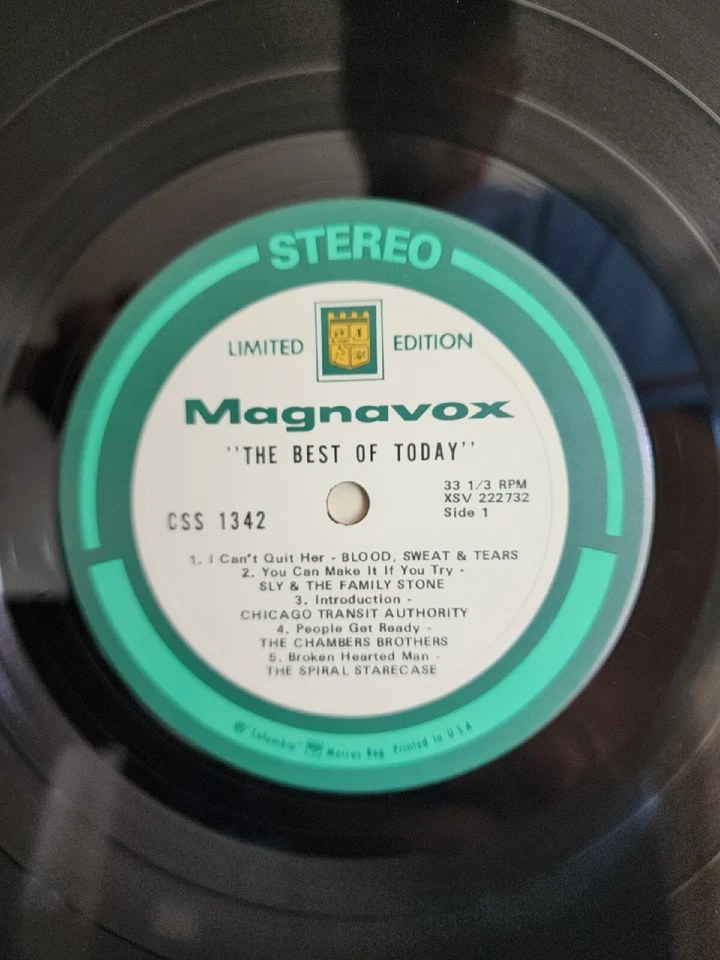 STEREO
LIMITED EDITION
Magnavox
"THE BEST OF TODAY"
33 1/3 RPM
XSV 222732
CSS 1342
Side 1
1. I Can't Quit Her - BLOOD, SWEAT & TEARS
2. You Can Make It If You Try -
SLY & THE FAMILY STONE
3. Introduction -
CHICAGO TRANSIT AUTHORITY
4. People Get Ready -
THE CHAMBERS BROTHERS
5. Broken Hearted Man -
THE SPIRAL STARECASE
® "Columbia" Marcas Reg. Printed in U S A